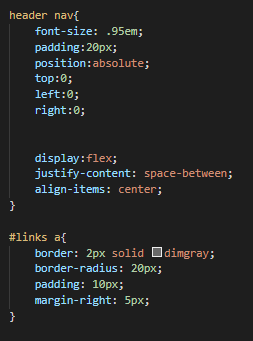 header nav{
    font-size: .95em;
    padding:20px;
    position:absolute;
    top:0;
    left:0;
    right:0;
    display:flex;
    justify-content: space-between;
    align-items: center;
}
#links a{
    border: 2px solid dimgray;
    border-radius: 20px;
    padding: 10px;
    margin-right: 5px;
}